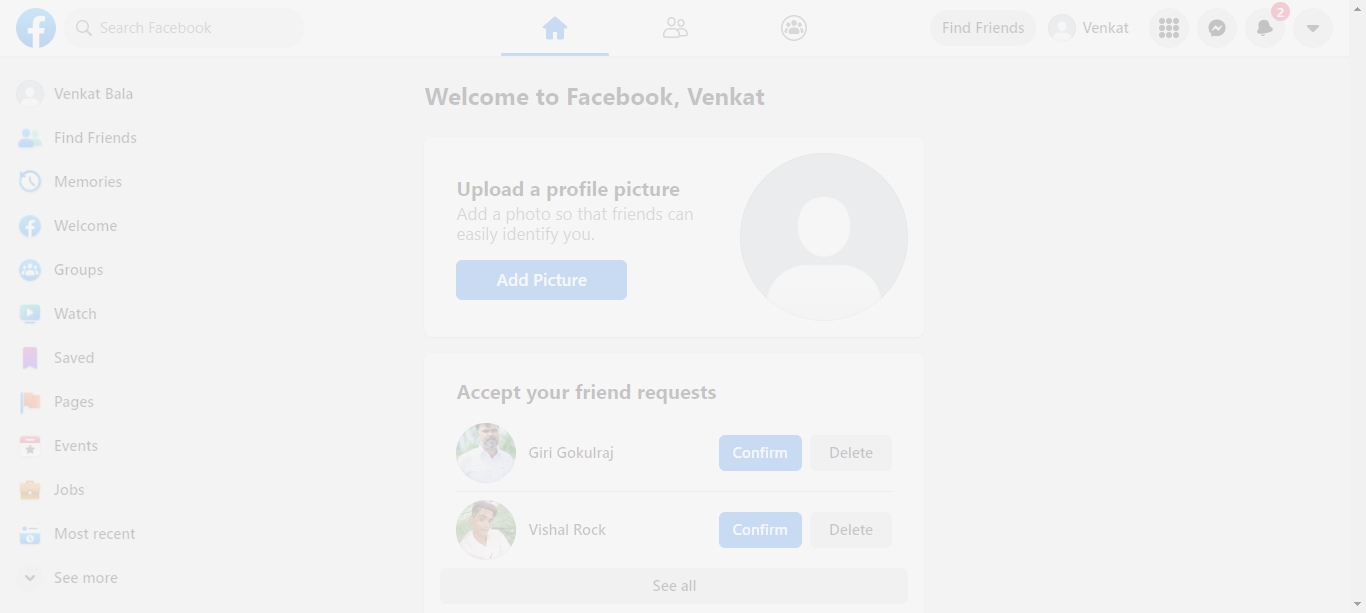 Search Facebook
Find Friends
Venkat
2
Venkat Bala
Find Friends
Memories
Welcome
Groups
Watch
Saved
Pages
Events
Jobs
Most recent
See more
Welcome to Facebook, Venkat
Upload a profile picture
Add a photo so that friends can
easily identify you.
Add Picture
Accept your friend requests
Giri Gokulraj
Confirm
Delete
Vishal Rock
Confirm
Delete
See all